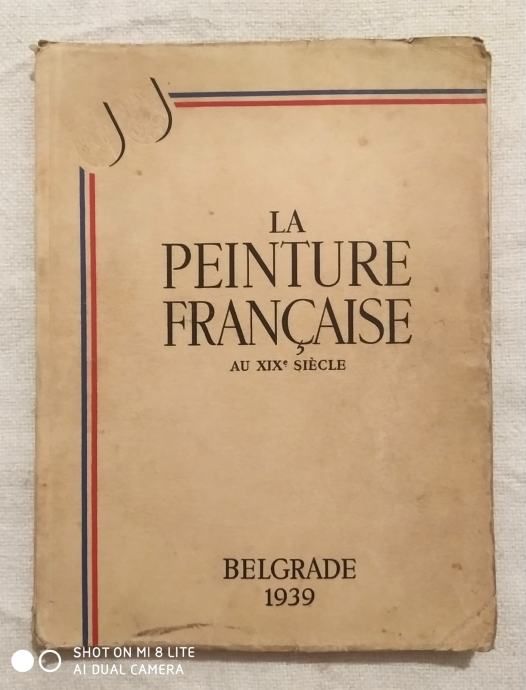 LA
PEINTURE
FRANÇAISE
AU XIXᵉ SIÈCLE
BELGRADE
1939
SHOT ON MI 8 LITE
AI DUAL CAMERA